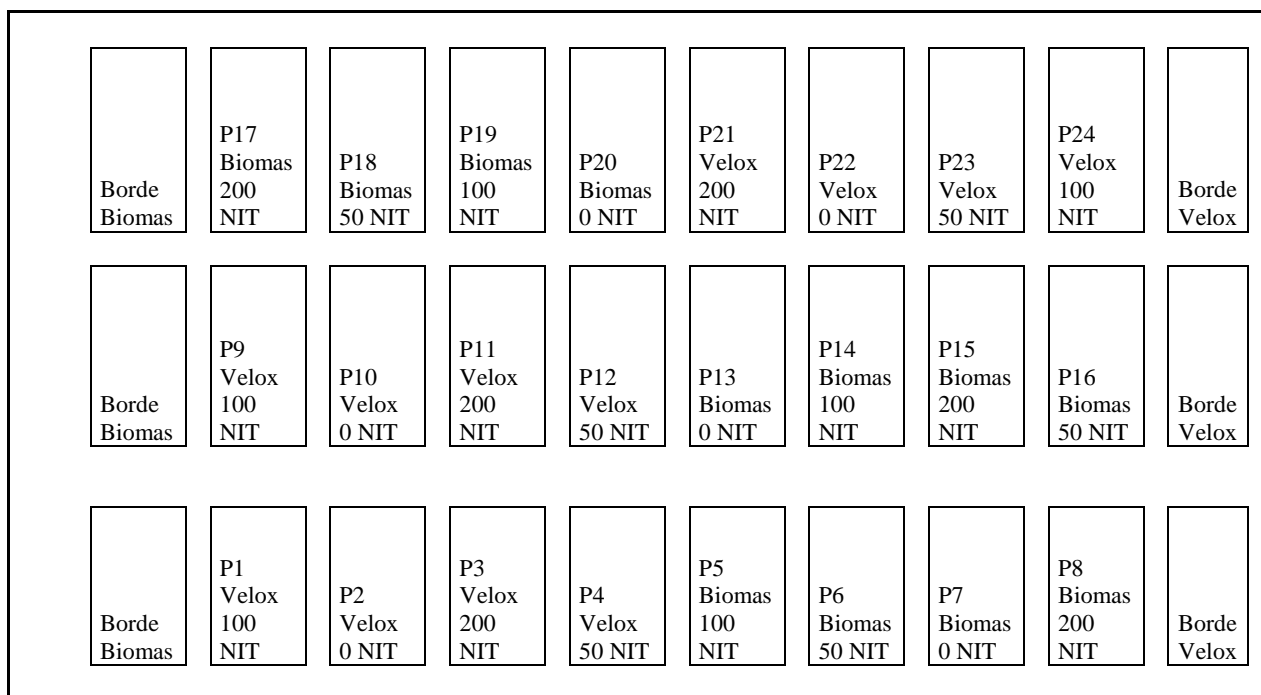 Borde
Biomas
P17
Biomas
200
NIT
P18
Biomas
50 NIT
P19
Biomas
100
NIT
P20
Biomas
0 NIT
P21
Velox
200
NIT
P22
Velox
0 NIT
P23
Velox
50 NIT
P24
Velox
100
NIT
Borde
Velox
Borde
Biomas
P9
Velox
100
NIT
P10
Velox
0 NIT
P11
Velox
200
NIT
P12
Velox
50 NIT
P13
Biomas
0 NIT
P14
Biomas
100
NIT
P15
Biomas
200
NIT
P16
Biomas
50 NIT
Borde
Velox
Borde
Biomas
P1
Velox
100
NIT
P2
Velox
0 NIT
P3
Velox
200
NIT
P4
Velox
50 NIT
P5
Biomas
100
NIT
P6
Biomas
50 NIT
P7
Biomas
0 NIT
P8
Biomas
200
NIT
Borde
Velox